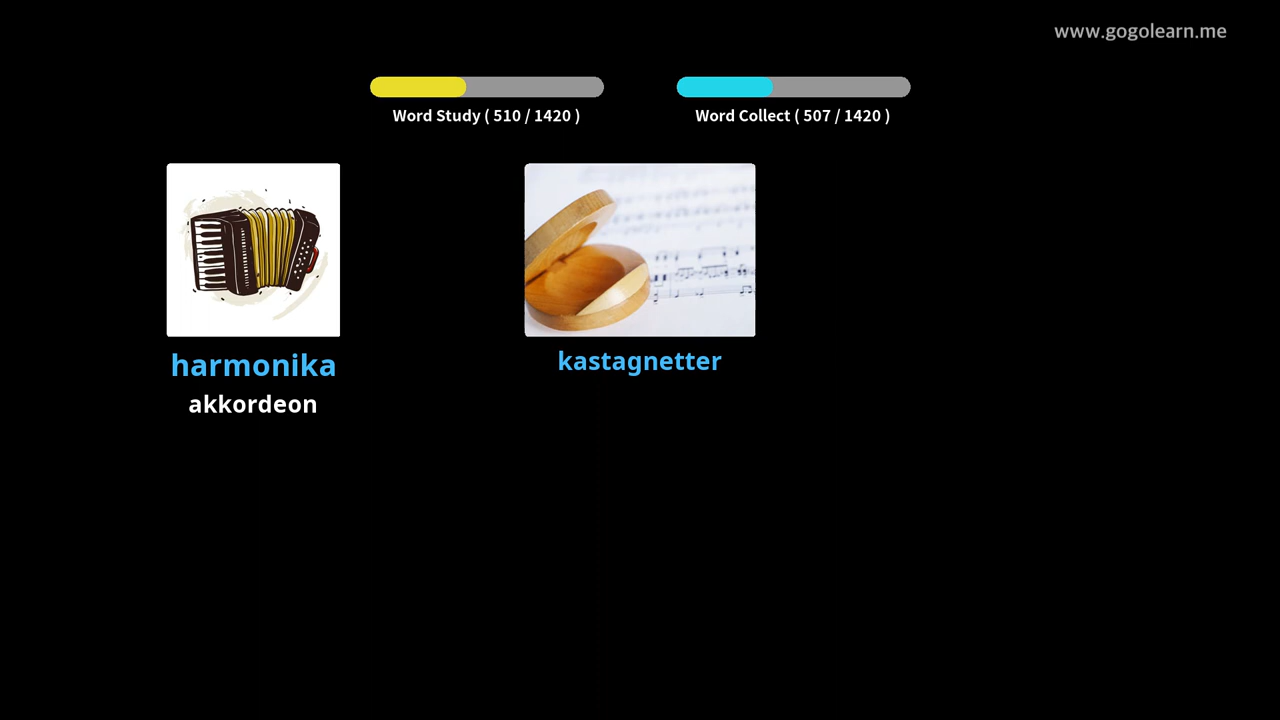 www.gogolearn.me
Word Study ( 510 / 1420 )
Word Collect ( 507 / 1420 )
harmonika
akkordeon
kastagnetter